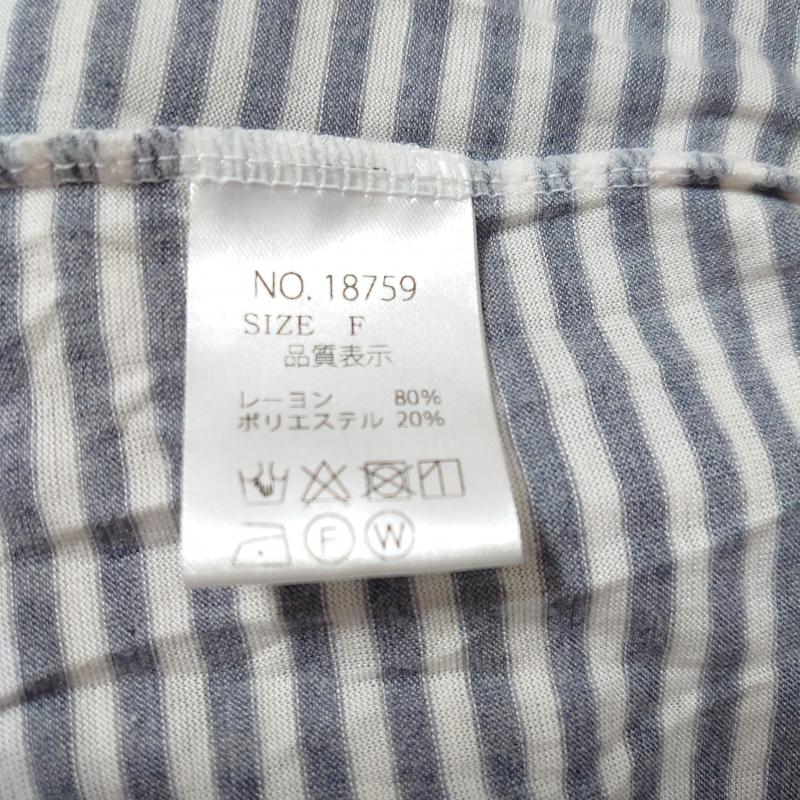 NO. 18759
SIZE F
品質表示
レーヨン 80%
ポリエステル 20%
F W